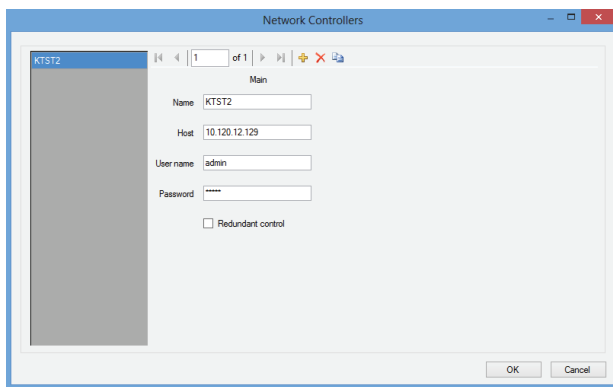 Network Controllers
KTST2
1 of 1
Main
Name KTST2
Host 10.120.12.129
User name admin
Password *****
Redundant control
OK Cancel